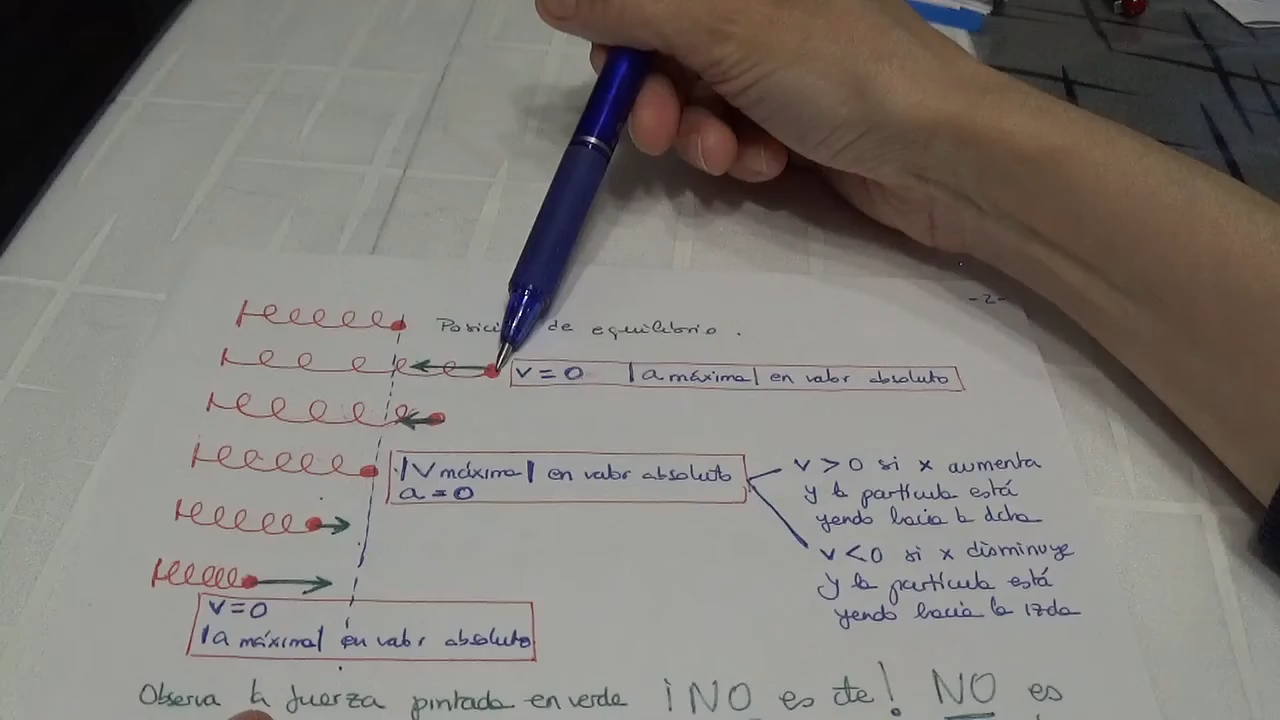 -2-
de equilibrio.
v=0 |a máxima| en valor absoluto
|v máxima| en valor absoluto
a=0
v>0 si x aumenta
y la partícula está
yendo hacia la dcha
v<0 si x disminuye
y la partícula está
yendo hacia la izda
v=0
|a máxima| en valor absoluto
Observa la fuerza pintada en verde ¡NO es cte! NO es